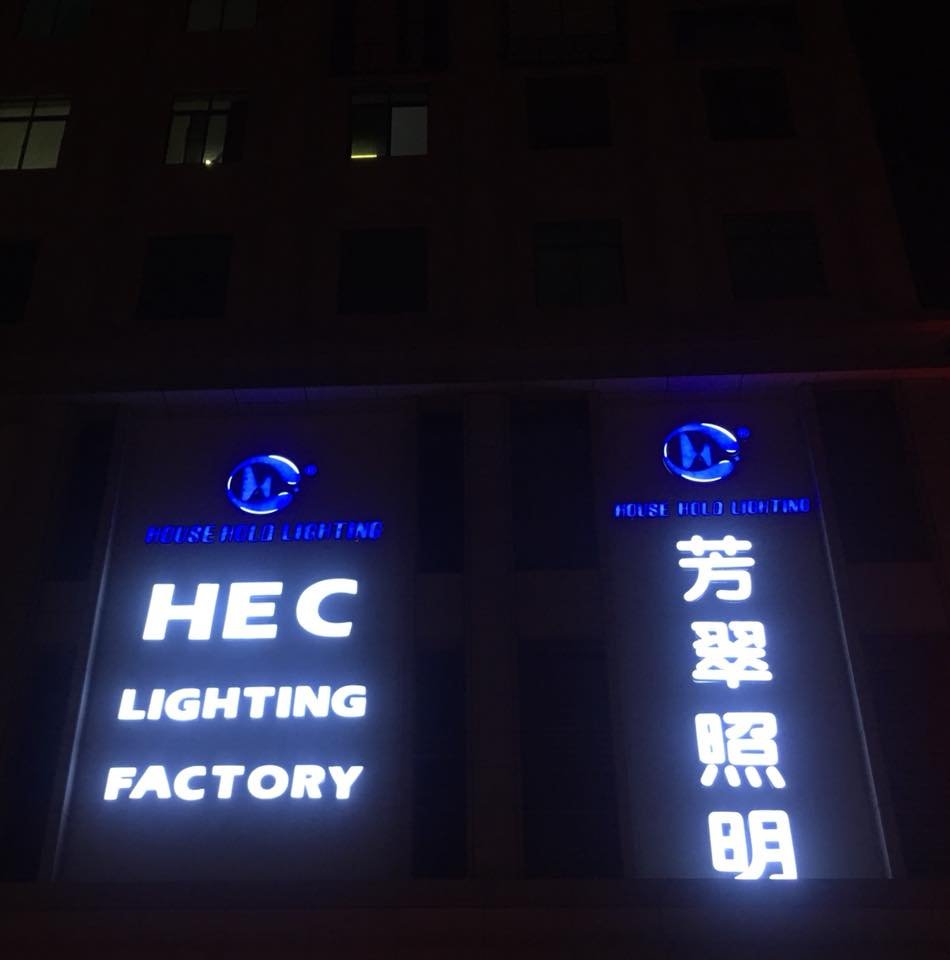 HOUSE HOLD LIGHTING
HEC
LIGHTING
FACTORY
®
HOUSE HOLD LIGHTING
芳
翠
照
明